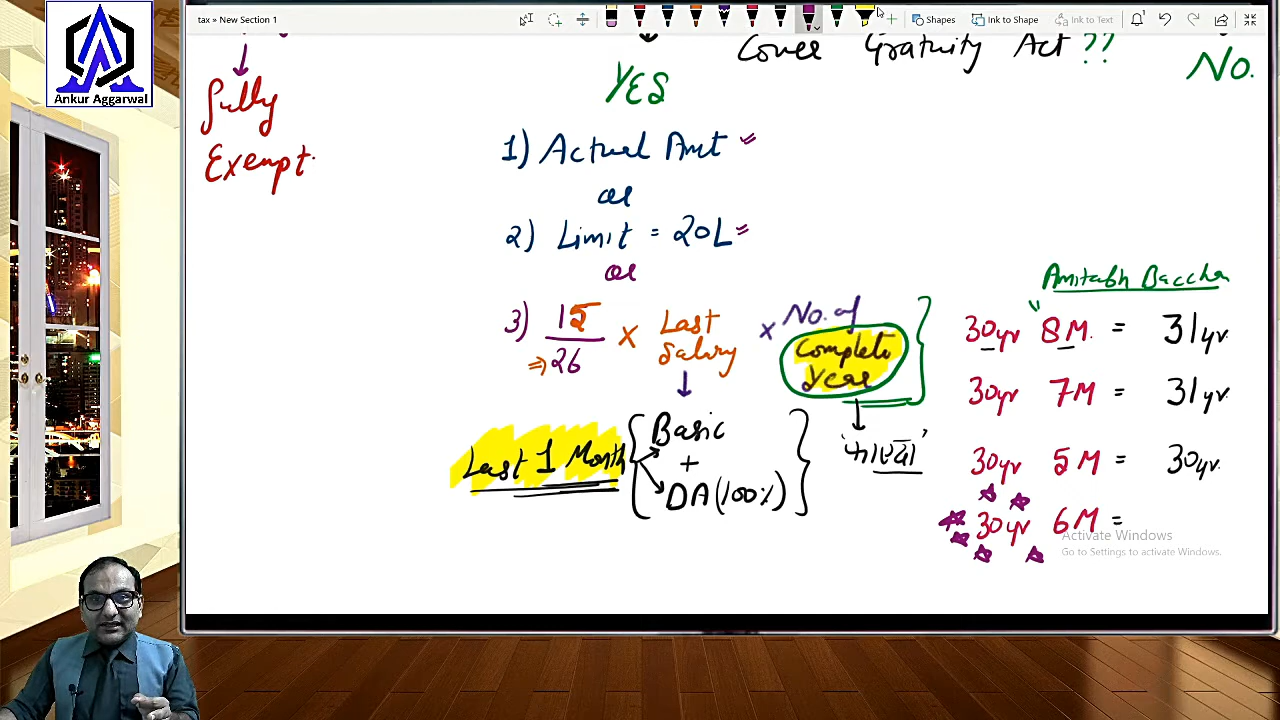 tax » New Section 1
Shapes
Ink to Shape
Ink to Text
Ankur Aggarwal
Fully
Exempt.
Cover Gratuity Act ??
YES
No.
1) Actual Amt
or
2) Limit = 20L
or
3) 15/26 × Last Salary × No. of Complete Year
Last 1 Month
Basic
+
DA (100%)
Amitabh Baccha
30yr 8M. = 31yr.
30yr 7M = 31yr.
30yr 5M = 30yr.
30yr 6M =
Activate Windows
Go to Settings to activate Windows.